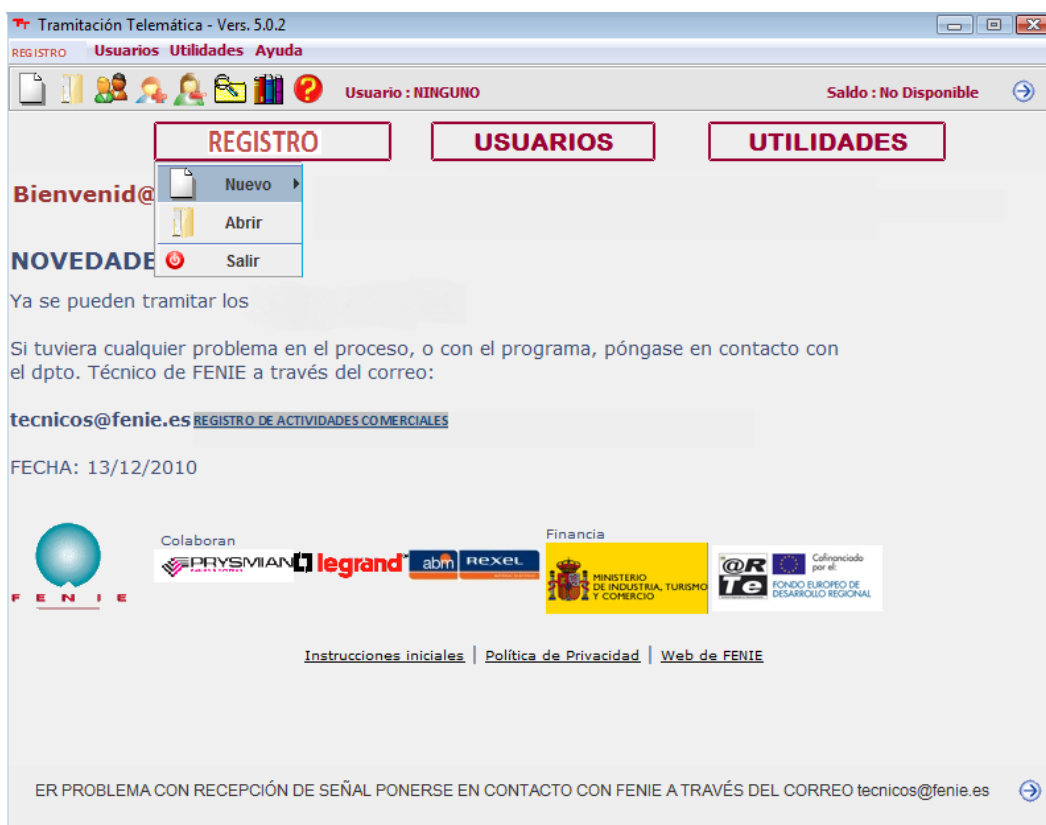 Tramitación Telemática - Vers. 5.0.2
REGISTRO Usuarios Utilidades Ayuda
Usuario : NINGUNO Saldo : No Disponible
REGISTRO USUARIOS UTILIDADES
Nuevo
Bienvenid@
Abrir
NOVEDADE
Salir
Ya se pueden tramitar los
Si tuviera cualquier problema en el proceso, o con el programa, póngase en contacto con
el dpto. Técnico de FENIE a través del correo:
tecnicos@fenie.es REGISTRO DE ACTIVIDADES COMERCIALES
FECHA: 13/12/2010
Colaboran
Financia
PRYSMIAN legrand abm REXEL
MINISTERIO
DE INDUSTRIA, TURISMO
Y COMERCIO
@RTe
Cofinanciado
por el:
FONDO EUROPEO DE
DESARROLLO REGIONAL
FENIE
Instrucciones iniciales | Política de Privacidad | Web de FENIE
ER PROBLEMA CON RECEPCIÓN DE SEÑAL PONERSE EN CONTACTO CON FENIE A TRAVÉS DEL CORREO tecnicos@fenie.es